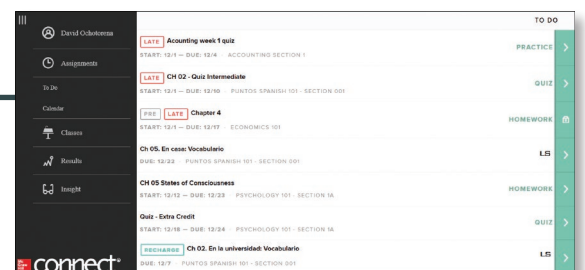 TO DO
David Ochotorena
Assignments
To Do
Calendar
Classes
Results
Insight
Mc Graw Hill connect®
LATE Acounting week 1 quiz
START: 12/1 — DUE: 12/4 · ACCOUNTING SECTION 1
PRACTICE
LATE CH 02 - Quiz Intermediate
START: 12/1 — DUE: 12/10 · PUNTOS SPANISH 101 - SECTION 001
QUIZ
PRE LATE Chapter 4
START: 12/1 — DUE: 12/17 · ECONOMICS 101
HOMEWORK
Ch 05. En casa: Vocabulario
DUE: 12/23 · PUNTOS SPANISH 101 - SECTION 001
LS
CH 05 States of Consciousness
START: 12/12 — DUE: 12/23 · PSYCHOLOGY 101 - SECTION 1A
HOMEWORK
Quiz - Extra Credit
START: 12/18 — DUE: 12/24 · PSYCHOLOGY 101 - SECTION 1A
QUIZ
RECHARGE Ch 02. En la universidad: Vocabulario
DUE: 12/7 · PUNTOS SPANISH 101 - SECTION 001
LS